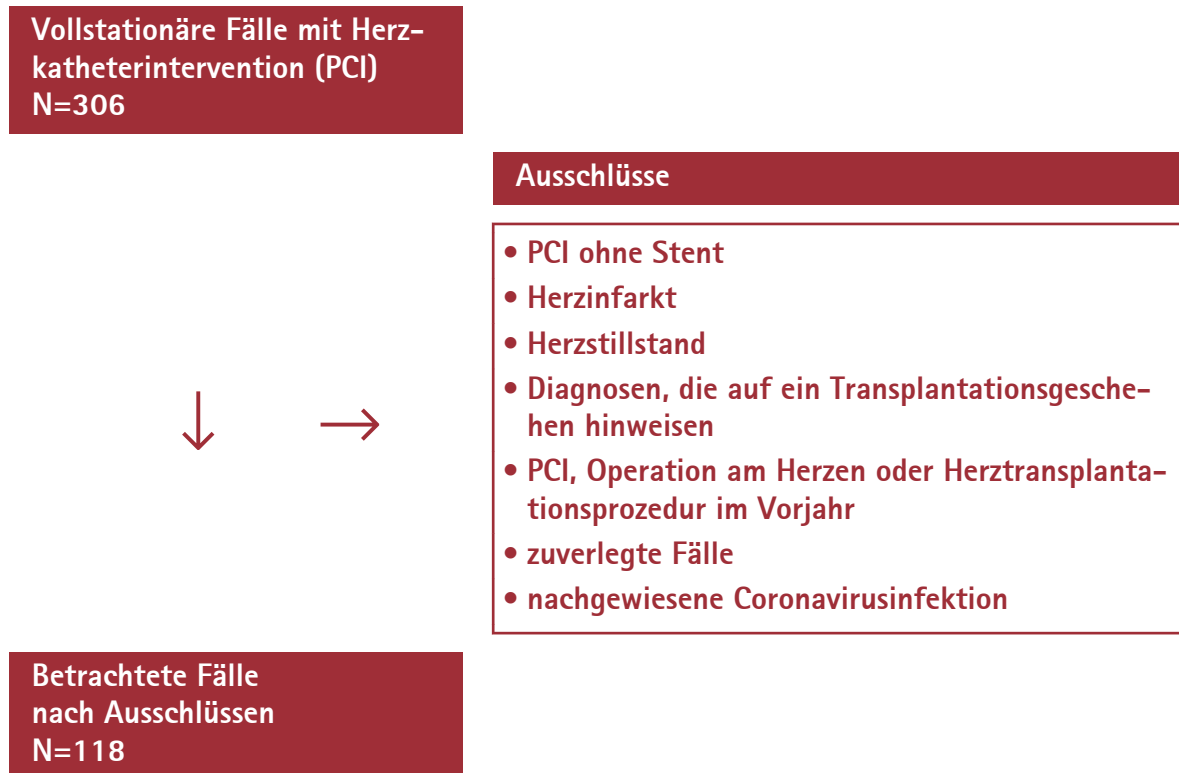 Vollstationäre Fälle mit Herz-
katheterintervention (PCI)
N=306
Ausschlüsse
• PCI ohne Stent
• Herzinfarkt
• Herzstillstand
• Diagnosen, die auf ein Transplantationsgesche-
hen hinweisen
• PCI, Operation am Herzen oder Herztransplanta-
tionsprozedur im Vorjahr
• zuverlegte Fälle
• nachgewiesene Coronavirusinfektion
Betrachtete Fälle
nach Ausschlüssen
N=118